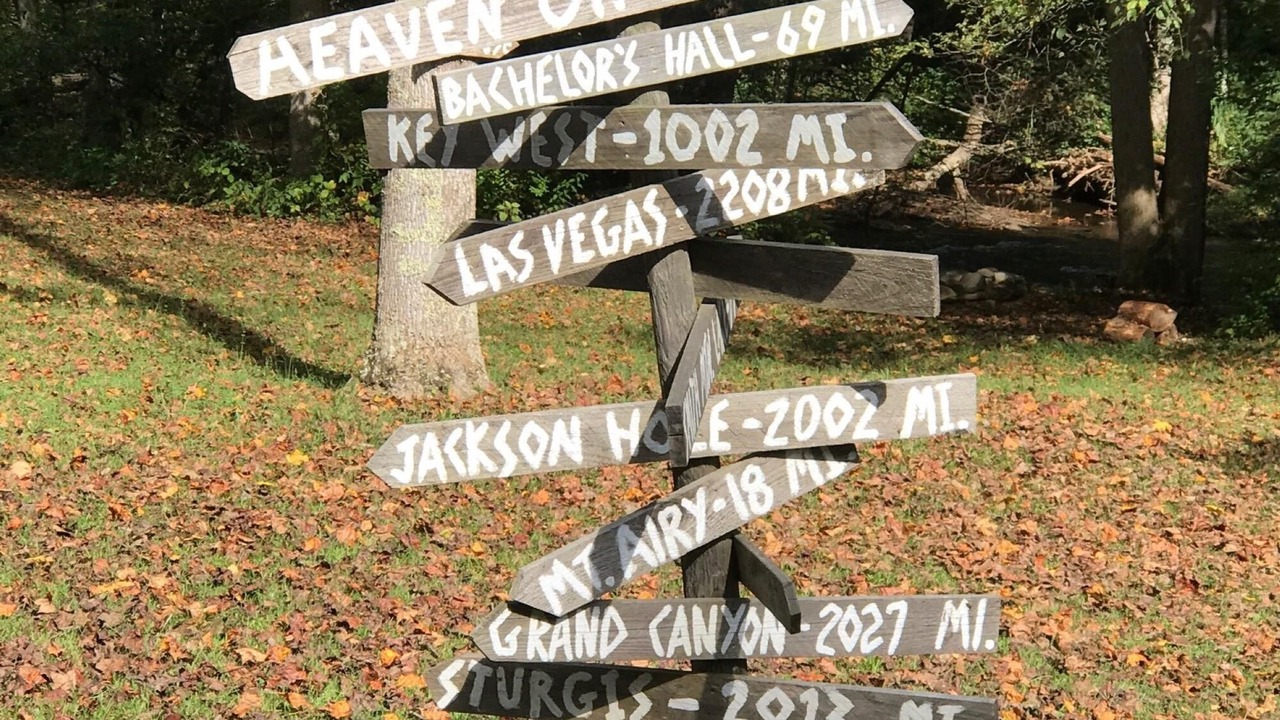 HEAVEN
BACHELOR'S HALL-69 MI.
KEY WEST-1002 MI.
LAS VEGAS-2208 MI.
JACKSON HOLE-2002 MI.
MT. AIRY-18 MI.
GRAND CANYON-2027 MI.
STURGIS- MI.